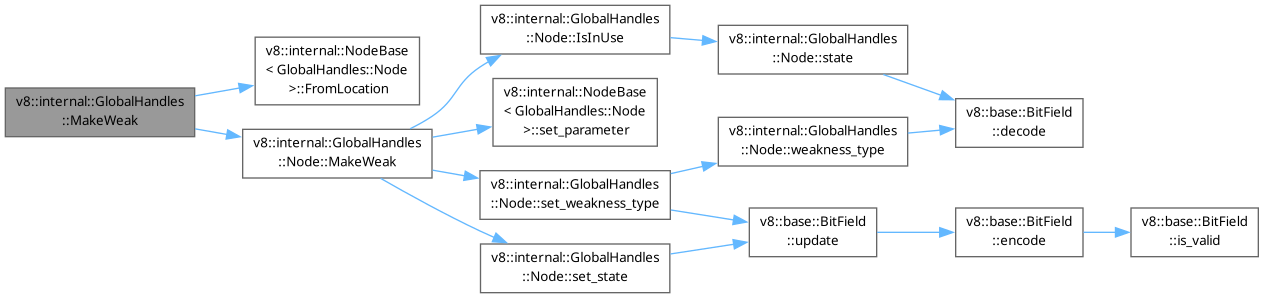 v8::internal::GlobalHandles
::MakeWeak
v8::internal::NodeBase
< GlobalHandles::Node
>::FromLocation
v8::internal::GlobalHandles
::Node::MakeWeak
v8::internal::GlobalHandles
::Node::IsInUse
v8::internal::NodeBase
< GlobalHandles::Node
>::set_parameter
v8::internal::GlobalHandles
::Node::set_weakness_type
v8::internal::GlobalHandles
::Node::set_state
v8::internal::GlobalHandles
::Node::state
v8::internal::GlobalHandles
::Node::weakness_type
v8::base::BitField
::update
v8::base::BitField
::decode
v8::base::BitField
::encode
v8::base::BitField
::is_valid